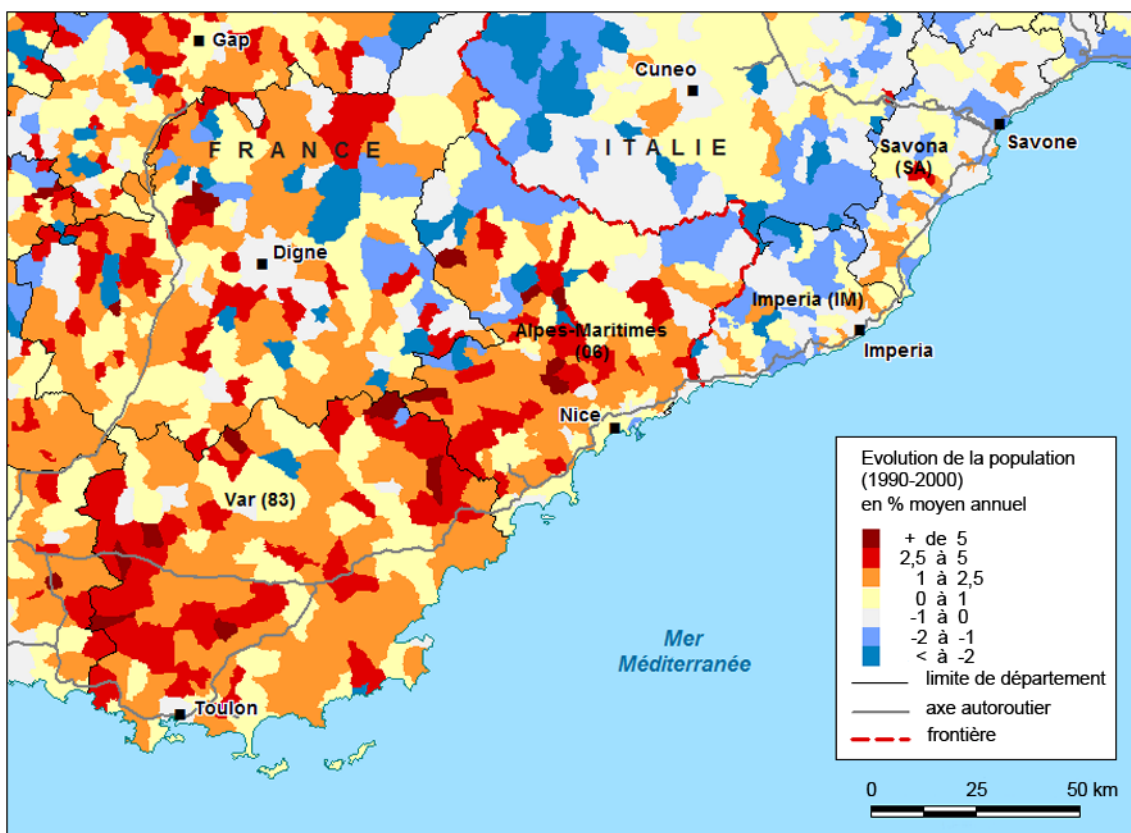 Gap
Cuneo
FRANCE
ITALIE
Savona
(SA)
Savone
Digne
Imperia (IM)
Alpes-Maritimes
(06)
Imperia
Nice
Var (83)
Mer
Méditerranée
Toulon
Evolution de la population
(1990-2000)
en % moyen annuel
+ de 5
2,5 à 5
1 à 2,5
0 à 1
-1 à 0
-2 à -1
< à -2
limite de département
axe autoroutier
frontière
0 25 50 km